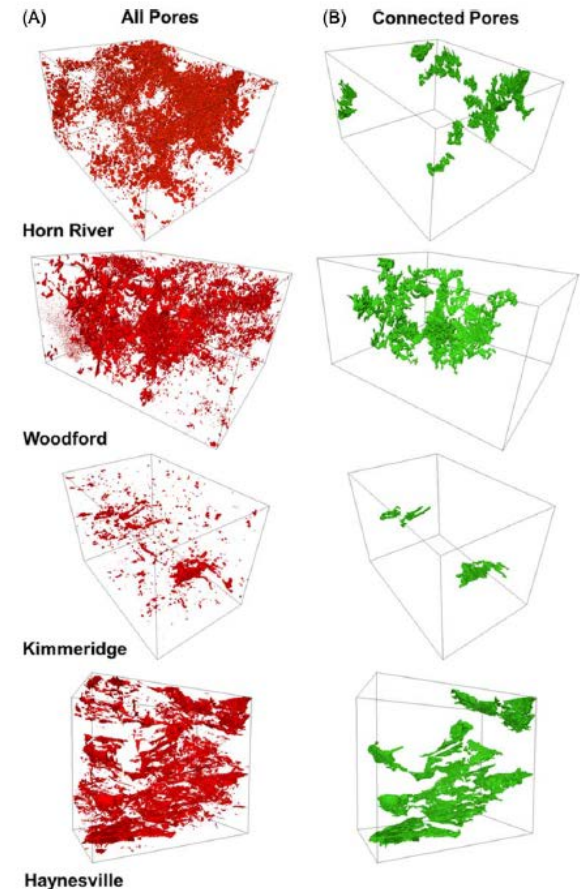 (A) All Pores (B) Connected Pores
Horn River
Woodford
Kimmeridge
Haynesville